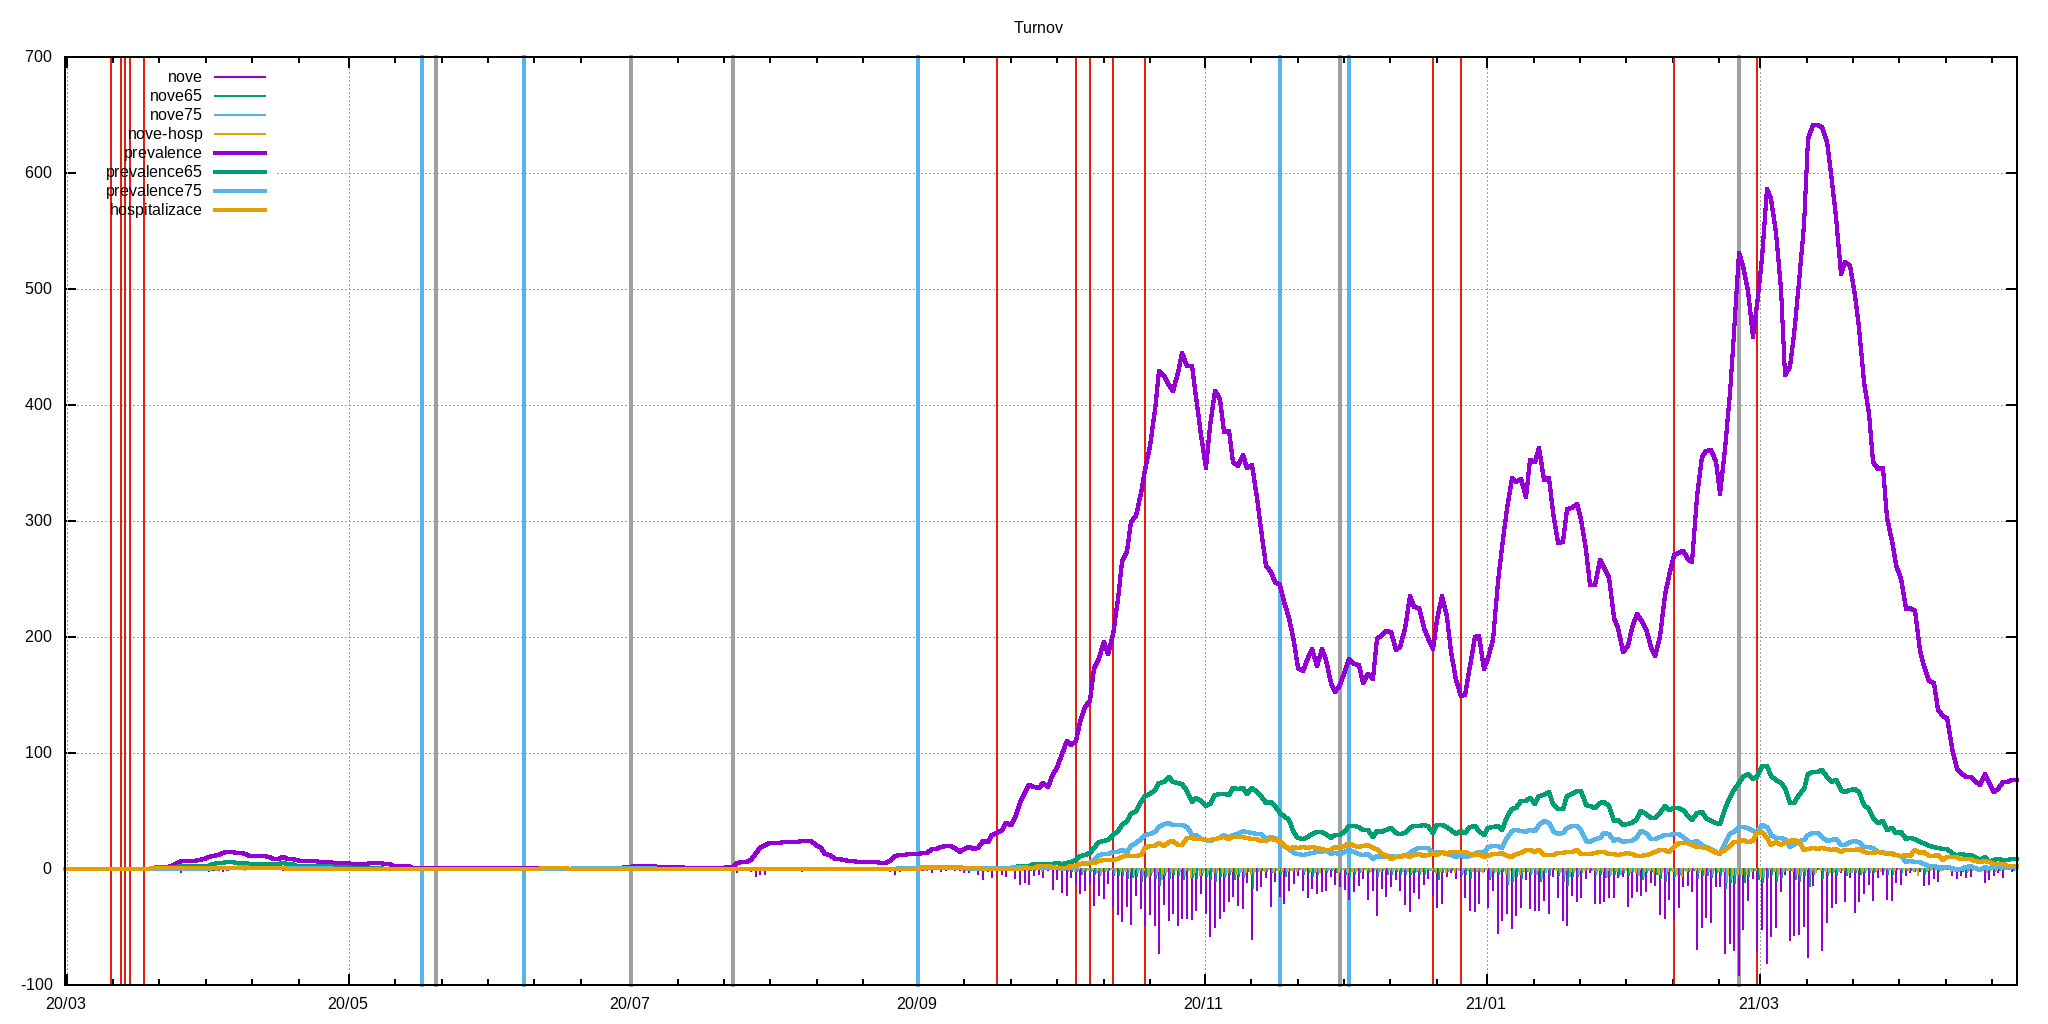 Turnov
700
600
500
400
300
200
100
0
-100
nove
nove65
nove75
nove-hosp
prevalence
prevalence65
prevalence75
hospitalizace
20/03 20/05 20/07 20/09 20/11 21/01 21/03